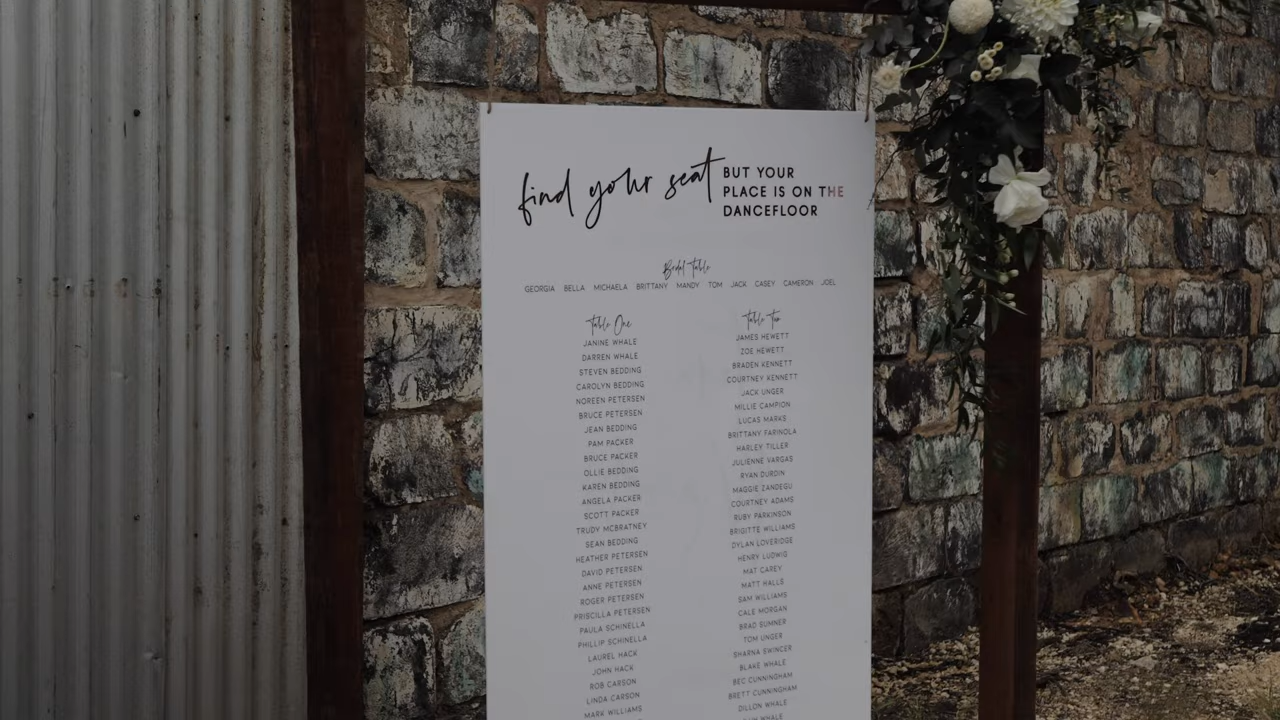 find your seat
BUT YOUR
PLACE IS ON THE
DANCEFLOOR
Bridal Table
GEORGIA BELLA MICHAELA BRITTANY MANDY TOM JACK CASEY CAMERON JOEL
Table One
JANINE WHALE
DARREN WHALE
STEVEN BEDDING
CAROLYN BEDDING
NOREEN PETERSEN
BRUCE PETERSEN
JEAN BEDDING
PAM PACKER
BRUCE PACKER
OLLIE BEDDING
KAREN BEDDING
ANGELA PACKER
SCOTT PACKER
TRUDY MCBRATNEY
SEAN BEDDING
HEATHER PETERSEN
DAVID PETERSEN
ANNE PETERSEN
ROGER PETERSEN
PRISCILLA PETERSEN
PAULA SCHINELLA
PHILLIP SCHINELLA
LAUREL HACK
JOHN HACK
ROB CARSON
LINDA CARSON
MARK WILLIAMS
Table Two
JAMES HEWETT
ZOE HEWETT
BRADEN KENNETT
COURTNEY KENNETT
JACK UNGER
MILLIE CAMPION
LUCAS MARKS
BRITTANY FARINOLA
HARLEY TILLER
JULIENNE VARGAS
RYAN DURDIN
MAGGIE ZANDEGU
COURTNEY ADAMS
RUBY PARKINSON
BRIGITTE WILLIAMS
DYLAN LOVERIDGE
HENRY LUDWIG
MAT CAREY
MATT HALLS
SAM WILLIAMS
CALE MORGAN
BRAD SUMNER
TOM UNGER
SHARNA SWINCER
BLAKE WHALE
BEC CUNNINGHAM
BRETT CUNNINGHAM
DILLON WHALE
WHALE